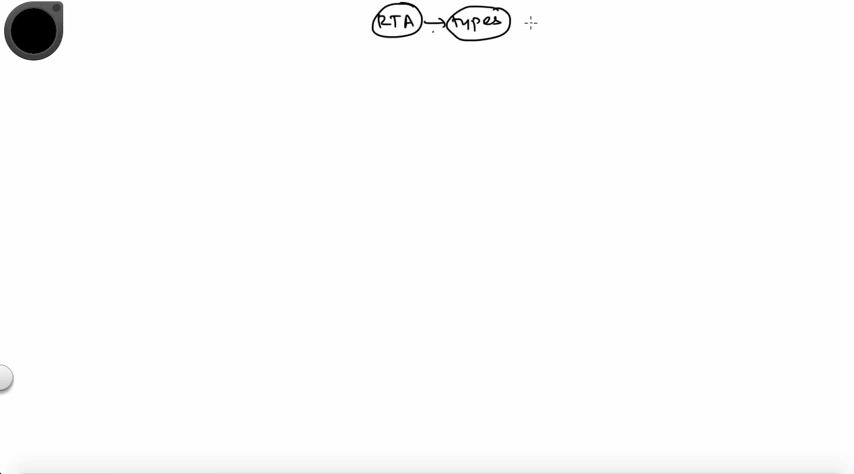 RTA → Types